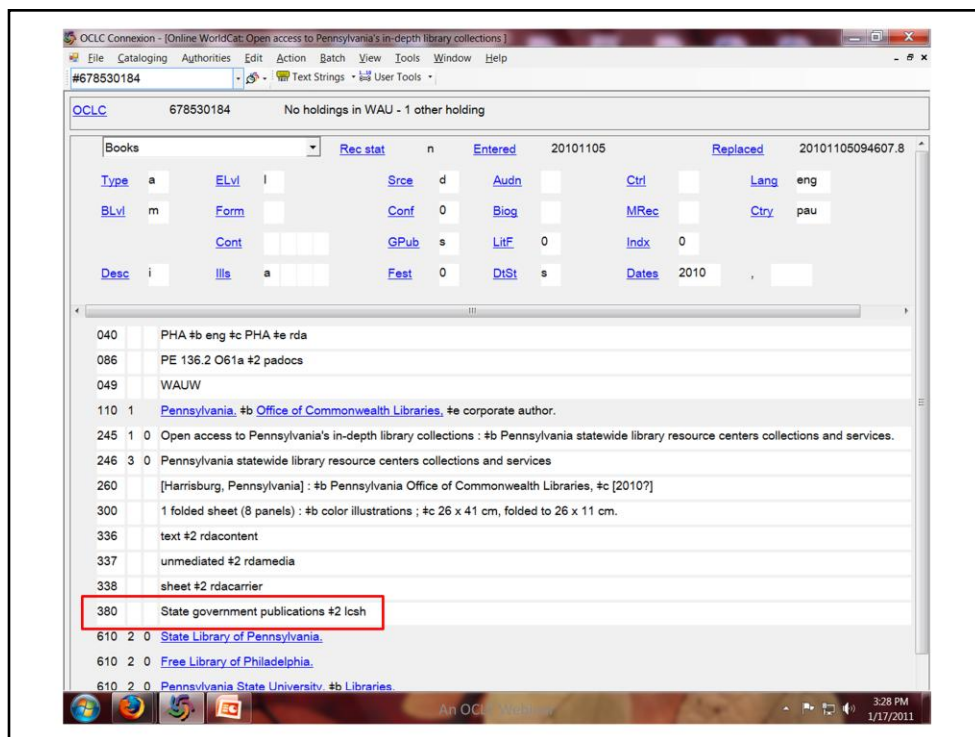 OCLC Connexion - [Online WorldCat: Open access to Pennsylvania's in-depth library collections ]
File Cataloging Authorities Edit Action Batch View Tools Window Help
#678530184 Text Strings User Tools
OCLC 678530184 No holdings in WAU - 1 other holding
Books Rec stat n Entered 20101105 Replaced 20101105094607.8
Type a ELvl I Srce d Audn Ctrl Lang eng
BLvl m Form Conf 0 Biog MRec Ctry pau
Cont GPub s LitF 0 Indx 0
Desc i Ills a Fest 0 DtSt s Dates 2010 ,
040 PHA ‡b eng ‡c PHA ‡e rda
086 PE 136.2 O61a ‡2 padocs
049 WAUW
110 1 Pennsylvania. ‡b Office of Commonwealth Libraries, ‡e corporate author.
245 1 0 Open access to Pennsylvania's in-depth library collections : ‡b Pennsylvania statewide library resource centers collections and services.
246 3 0 Pennsylvania statewide library resource centers collections and services
260 [Harrisburg, Pennsylvania] : ‡b Pennsylvania Office of Commonwealth Libraries, ‡c [2010?]
300 1 folded sheet (8 panels) : ‡b color illustrations ; ‡c 26 x 41 cm, folded to 26 x 11 cm.
336 text ‡2 rdacontent
337 unmediated ‡2 rdamedia
338 sheet ‡2 rdacarrier
380 State government publications ‡2 lcsh
610 2 0 State Library of Pennsylvania.
610 2 0 Free Library of Philadelphia.
610 2 0 Pennsylvania State University. ‡b Libraries.
An OCLC Webinar
3:28 PM
1/17/2011